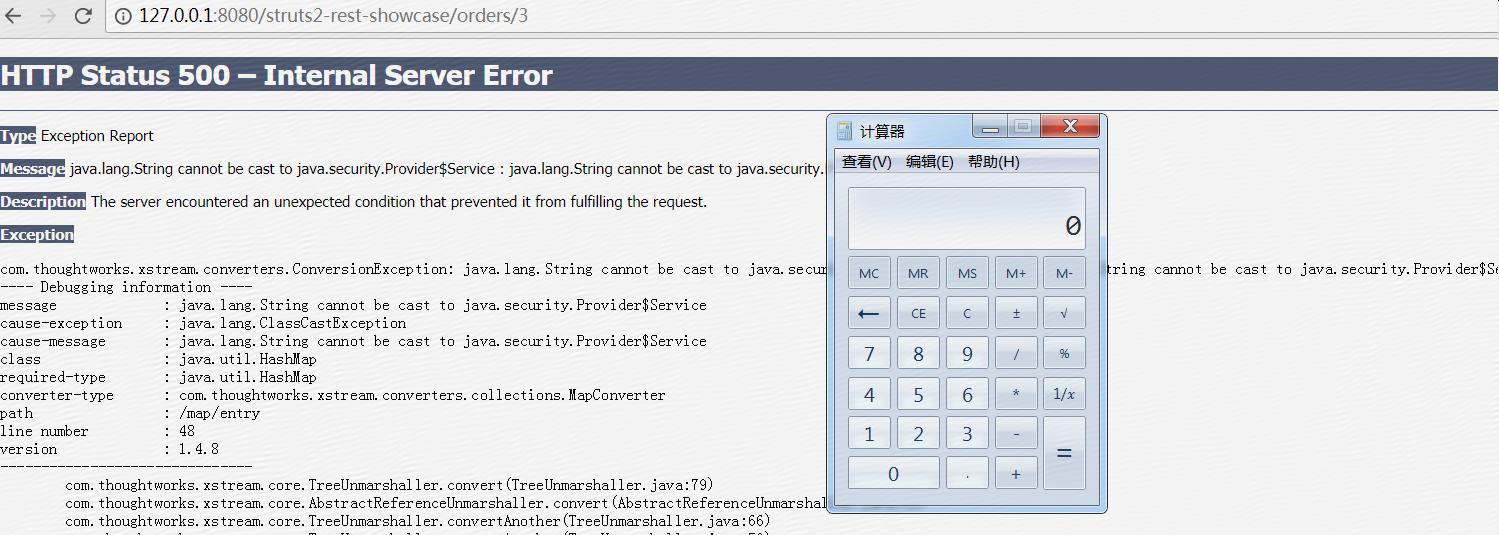 127.0.0.1:8080/struts2-rest-showcase/orders/3
HTTP Status 500 – Internal Server Error
Type Exception Report
Message java.lang.String cannot be cast to java.security.Provider$Service : java.lang.String cannot be cast to java.security.
Description The server encountered an unexpected condition that prevented it from fulfilling the request.
Exception
com.thoughtworks.xstream.converters.ConversionException: java.lang.String cannot be cast to java.secur tring cannot be cast to java.security.Provider$Se
---- Debugging information ----
message : java.lang.String cannot be cast to java.security.Provider$Service
cause-exception : java.lang.ClassCastException
cause-message : java.lang.String cannot be cast to java.security.Provider$Service
class : java.util.HashMap
required-type : java.util.HashMap
converter-type : com.thoughtworks.xstream.converters.collections.MapConverter
path : /map/entry
line number : 48
version : 1.4.8
-------------------------------
com.thoughtworks.xstream.core.TreeUnmarshaller.convert(TreeUnmarshaller.java:79)
com.thoughtworks.xstream.core.AbstractReferenceUnmarshaller.convert(AbstractReferenceUnmarshal
com.thoughtworks.xstream.core.TreeUnmarshaller.convertAnother(TreeUnmarshaller.java:66)
计算器
查看(V) 编辑(E) 帮助(H)
0
MC MR MS M+ M-
← CE C ± √
7 8 9 / %
4 5 6 * 1/x
1 2 3 - =
0 . +